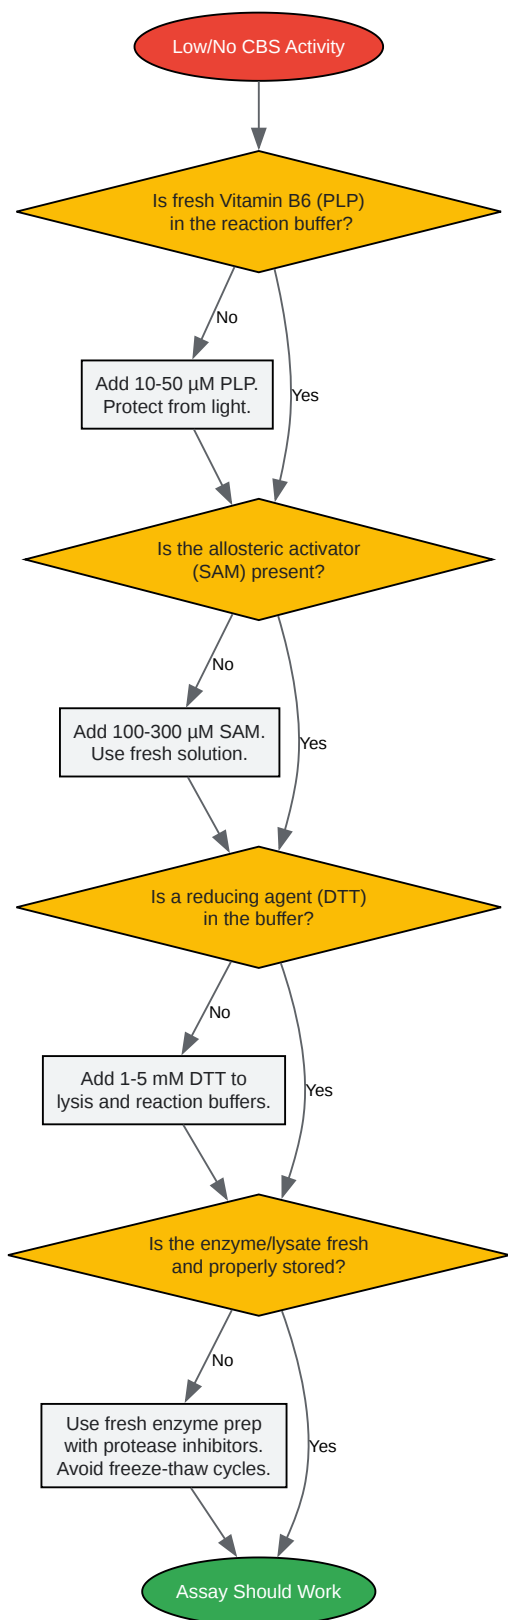 Low/No CBS Activity
Is fresh Vitamin B6 (PLP)
in the reaction buffer?
No
Add 10-50 µM PLP.
Protect from light.
Yes
Is the allosteric activator
(SAM) present?
No
Add 100-300 µM SAM.
Use fresh solution.
Yes
Is a reducing agent (DTT)
in the buffer?
No
Add 1-5 mM DTT to
lysis and reaction buffers.
Yes
Is the enzyme/lysate fresh
and properly stored?
No
Use fresh enzyme prep
with protease inhibitors.
Avoid freeze-thaw cycles.
Yes
Assay Should Work